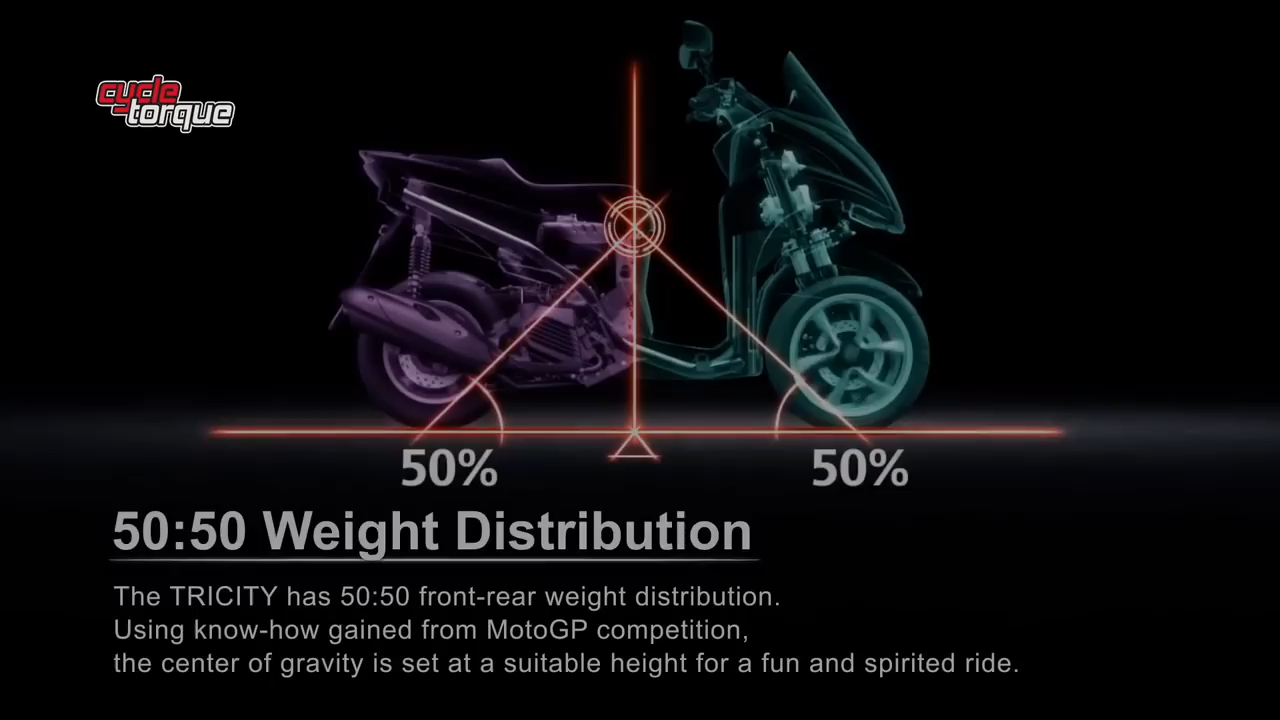 cycle
torque
50% 50%
50:50 Weight Distribution
The TRICITY has 50:50 front-rear weight distribution.
Using know-how gained from MotoGP competition,
the center of gravity is set at a suitable height for a fun and spirited ride.